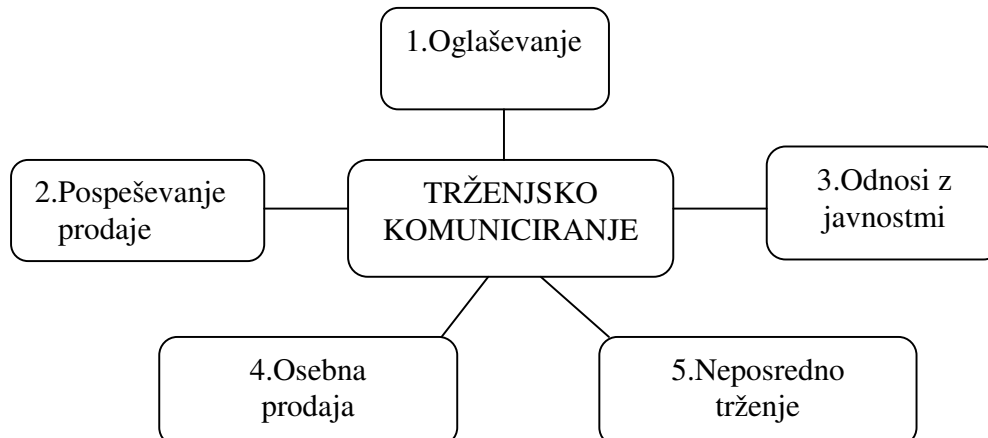 1.Oglaševanje
2.Pospeševanje
prodaje
TRŽENJSKO
KOMUNICIRANJE
3.Odnosi z
javnostmi
4.Osebna
prodaja
5.Neposredno
trženje